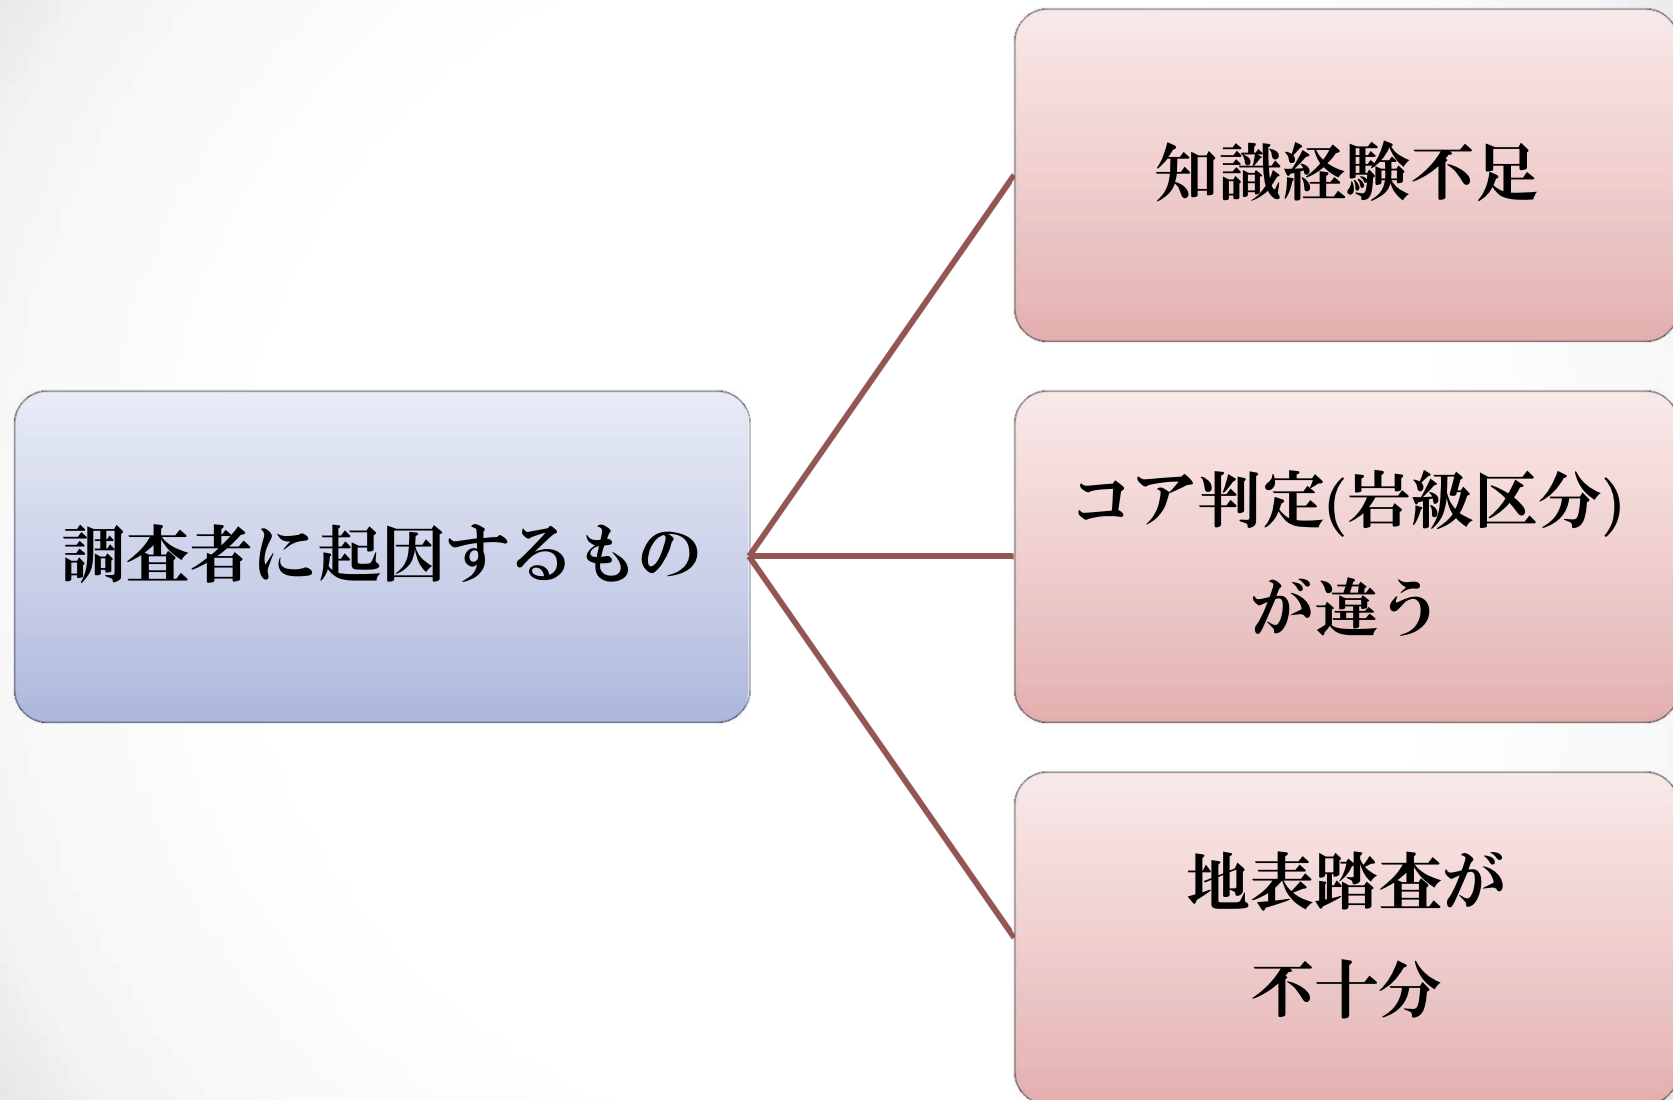 調査者に起因するもの
知識経験不足
コア判定(岩級区分)
が違う
地表踏査が
不十分